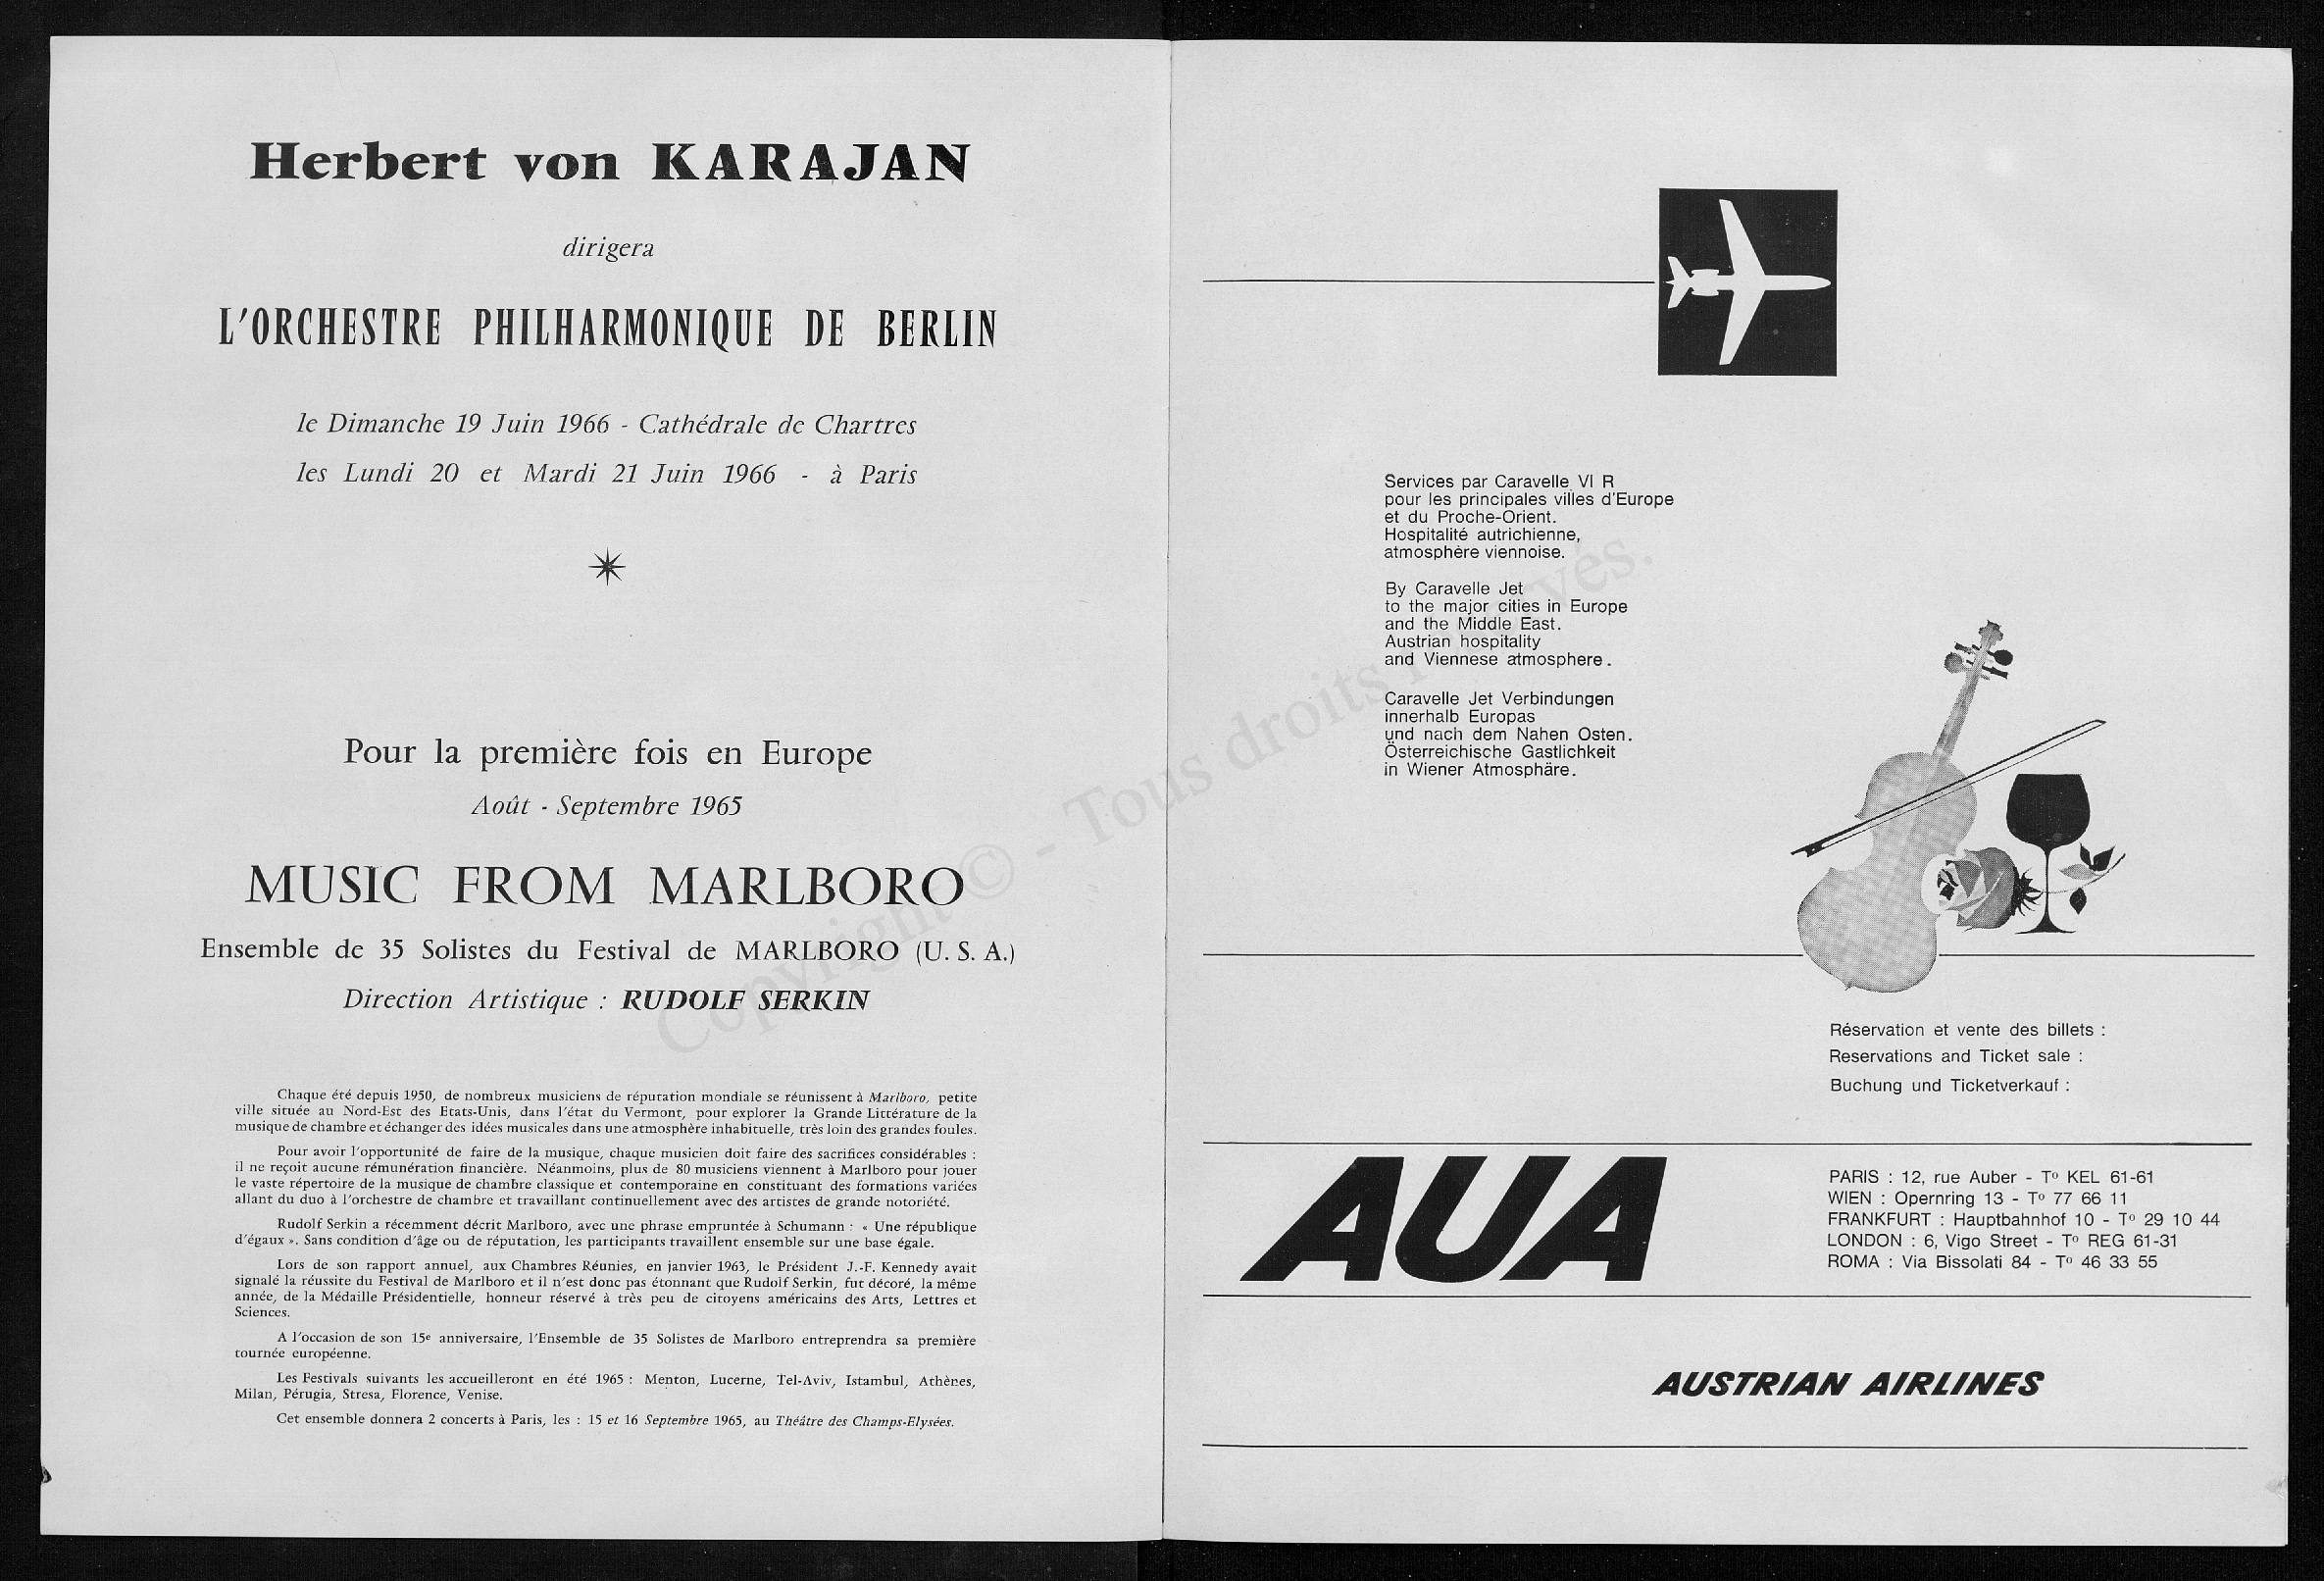 Herbert von KARAJAN
dirigera
L'ORCHESTRE PHILHARMONIQUE DE BERLIN
le Dimanche 19 Juin 1966 - Cathédrale de Chartres
les Lundi 20 et Mardi 21 Juin 1966 - à Paris
Pour la première fois en Europe
Août - Septembre 1965
MUSIC FROM MARLBORO
Ensemble de 35 Solistes du Festival de MARLBORO (U. S. A.)
Direction Artistique : RUDOLF SERKIN
Chaque été depuis 1950, de nombreux musiciens de réputation mondiale se réunissent à Marlboro, petite
ville située au Nord-Est des Etats-Unis, dans l'état du Vermont, pour explorer la Grande Littérature de la
musique de chambre et échanger des idées musicales dans une atmosphère inhabituelle, très loin des grandes foules.
Pour avoir l'opportunité de faire de la musique, chaque musicien doit faire des sacrifices considérables :
il ne reçoit aucune rémunération financière. Néanmoins, plus de 80 musiciens viennent à Marlboro pour jouer
le vaste répertoire de la musique de chambre classique et contemporaine en constituant des formations variées
allant du duo à l'orchestre de chambre et travaillant continuellement avec des artistes de grande notoriété.
Rudolf Serkin a récemment décrit Marlboro, avec une phrase empruntée à Schumann : « Une république
d'égaux ». Sans condition d'âge ou de réputation, les participants travaillent ensemble sur une base égale.
Lors de son rapport annuel, aux Chambres Réunies, en janvier 1963, le Président J.-F. Kennedy avait
signalé la réussite du Festival de Marlboro et il n'est donc pas étonnant que Rudolf Serkin, fut décoré, la même
année, de la Médaille Présidentielle, honneur réservé à très peu de citoyens américains des Arts, Lettres et
Sciences.
A l'occasion de son 15e anniversaire, l'Ensemble de 35 Solistes de Marlboro entreprendra sa première
tournée européenne.
Les Festivals suivants les accueilleront en été 1965 : Menton, Lucerne, Tel-Aviv, Istambul, Athènes,
Milan, Pérugia, Stresa, Florence, Venise.
Cet ensemble donnera 2 concerts à Paris, les : 15 et 16 Septembre 1965, au Théâtre des Champs-Elysées.
Services par Caravelle VI R
pour les principales villes d'Europe
et du Proche-Orient.
Hospitalité autrichienne,
atmosphère viennoise.
By Caravelle Jet
to the major cities in Europe
and the Middle East.
Austrian hospitality
and Viennese atmosphere.
Caravelle Jet Verbindungen
innerhalb Europas
und nach dem Nahen Osten.
Österreichische Gastlichkeit
in Wiener Atmosphäre.
Réservation et vente des billets :
Reservations and Ticket sale :
Buchung und Ticketverkauf :
AUA
PARIS : 12, rue Auber - To KEL 61-61
WIEN : Opernring 13 - To 77 66 11
FRANKFURT : Hauptbahnhof 10 - To 29 10 44
LONDON : 6, Vigo Street - To REG 61-31
ROMA : Via Bissolati 84 - To 46 33 55
AUSTRIAN AIRLINES
Copyright © - Tous droits réservés.